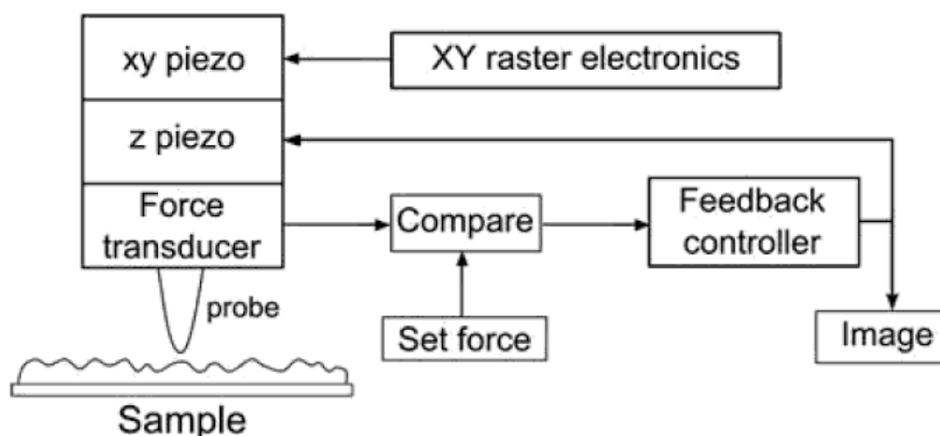 xy piezo
XY raster electronics
z piezo
Force
transducer
Compare
Feedback
controller
probe
Set force
Image
Sample